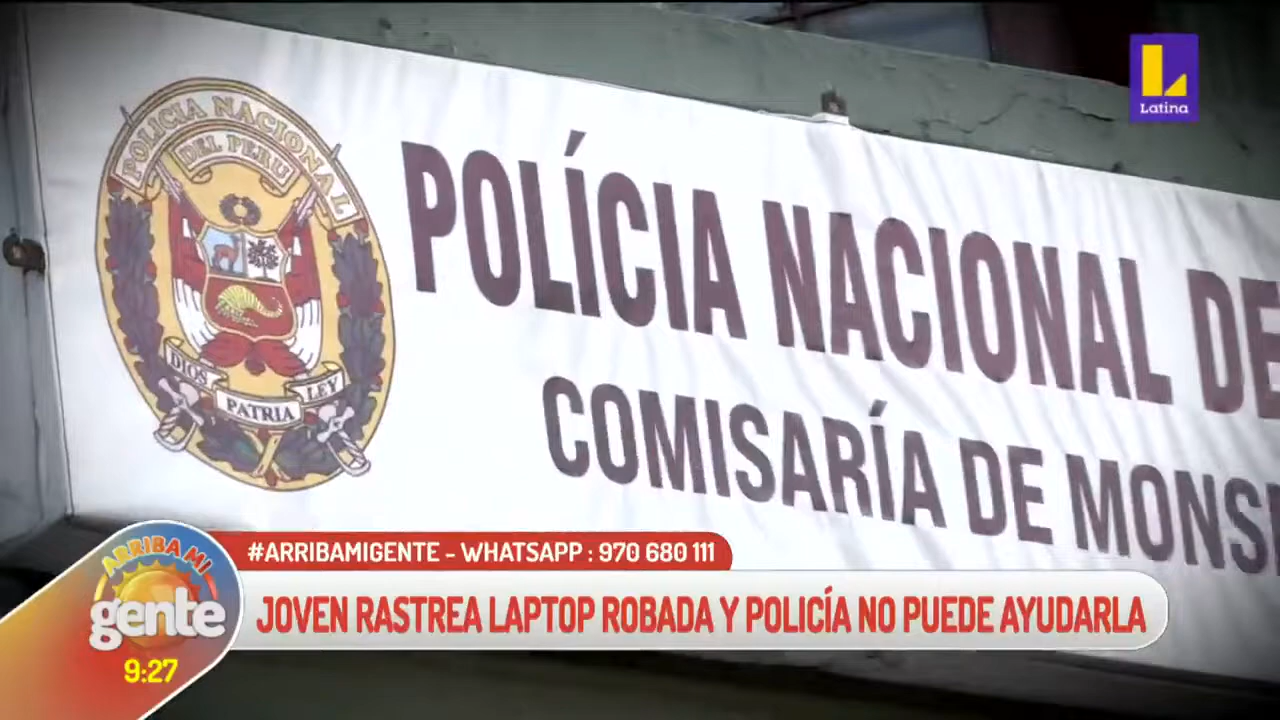 Latina
POLICIA NACIONAL
DEL PERU
DIOS
PATRIA
LEY
POLÍCIA NACIONAL DE
COMISARÍA DE MONS
ARRIBA MI
gente
9:27
#ARRIBAMIGENTE - WHATSAPP : 970 680 111
JOVEN RASTREA LAPTOP ROBADA Y POLICÍA NO PUEDE AYUDARLA